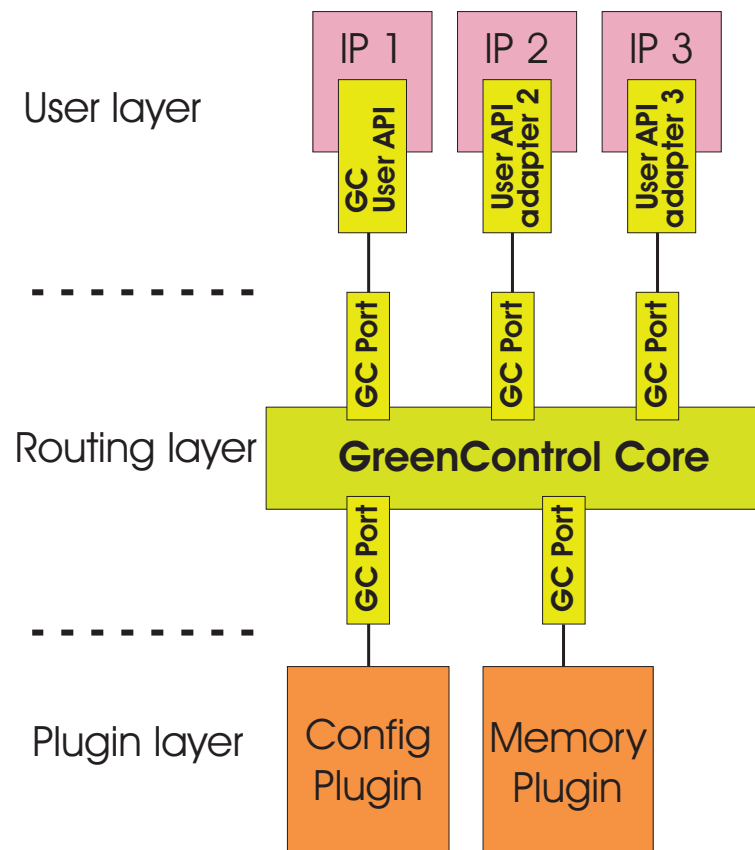 IP 1
IP 2
IP 3
User layer
GC
User API
User API
adapter 2
User API
adapter 3
GC Port
GC Port
GC Port
Routing layer
GreenControl Core
GC Port
GC Port
Plugin layer
Config
Plugin
Memory
Plugin